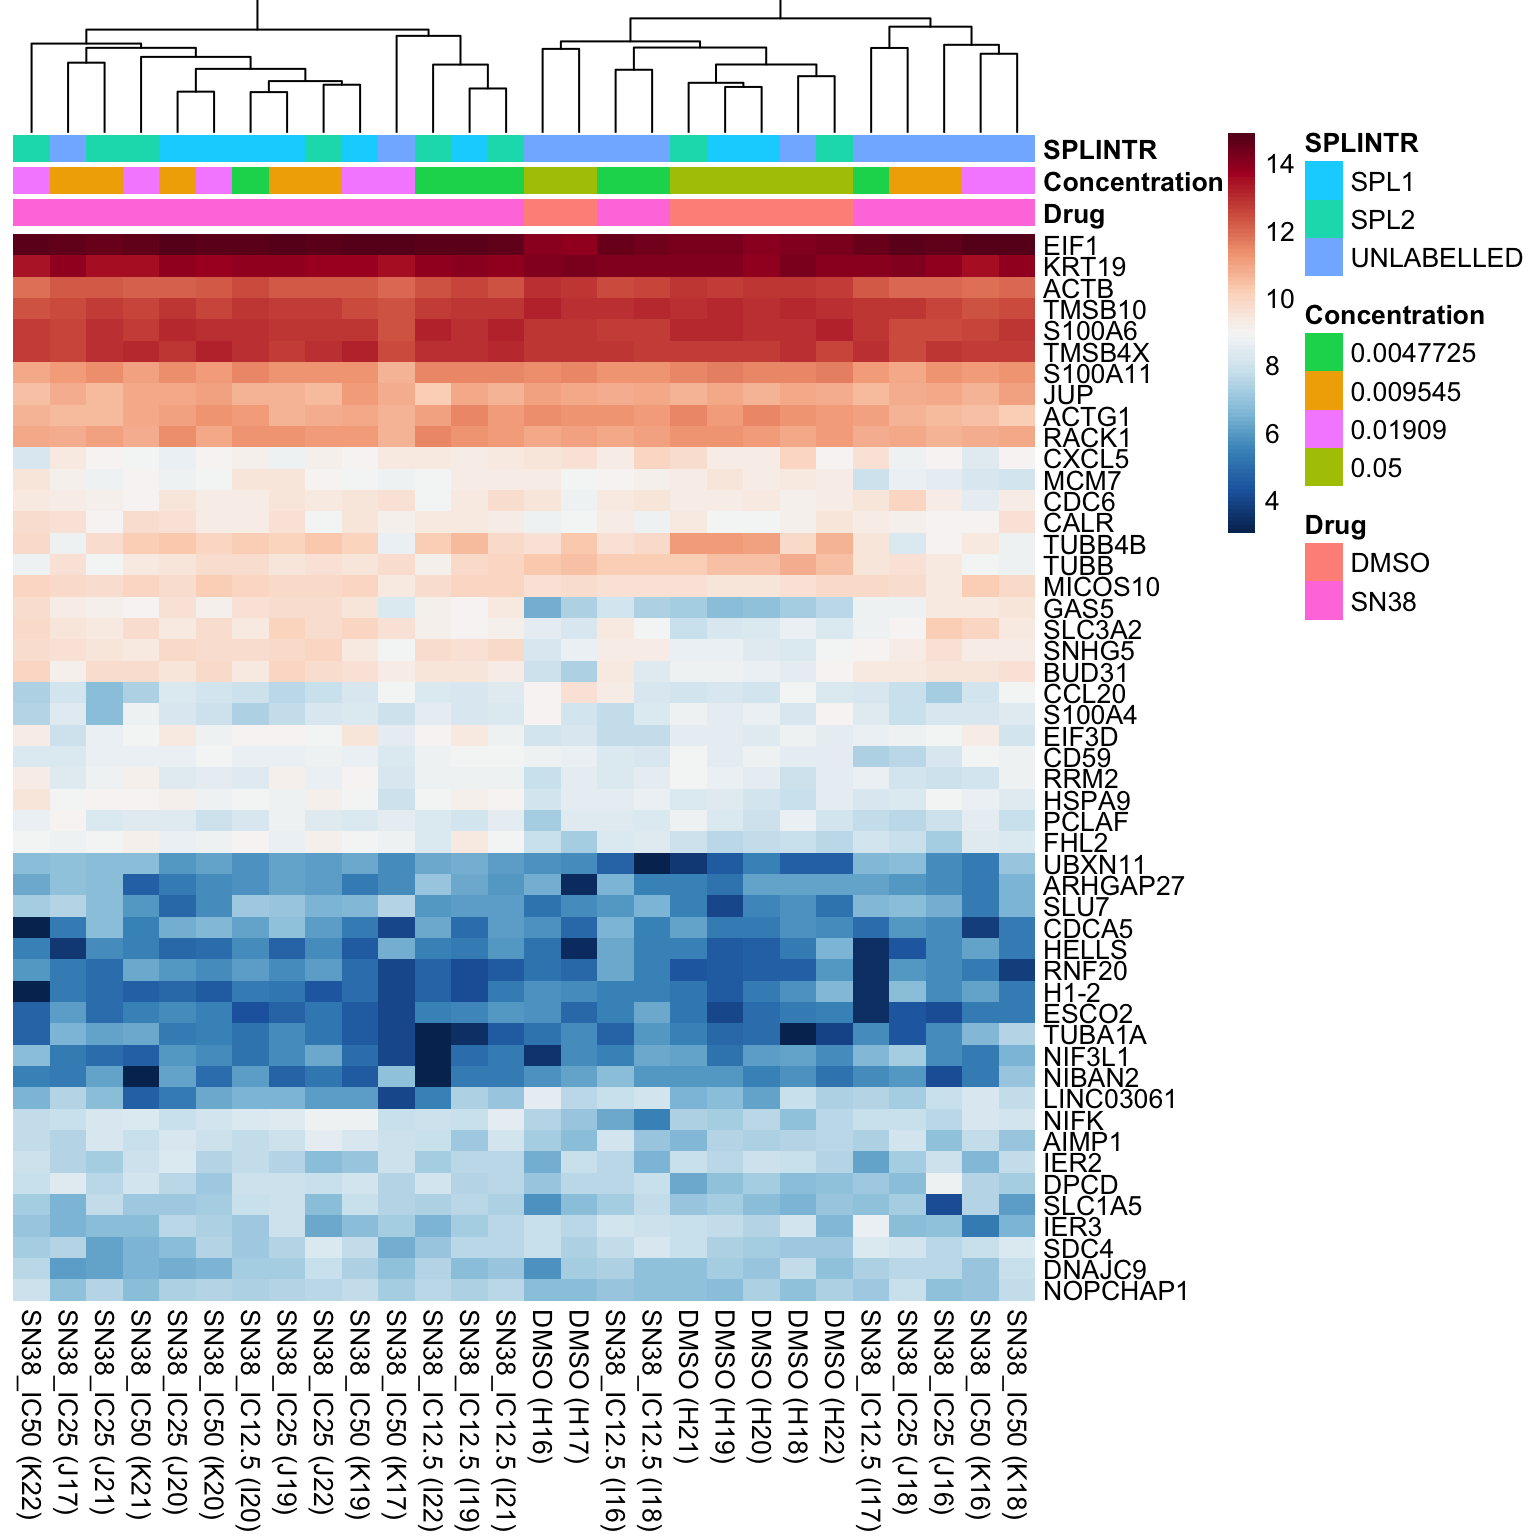 SPLINTR
Concentration
Drug
EIF1
KRT19
ACTB
TMSB10
S100A6
TMSB4X
S100A11
JUP
ACTG1
RACK1
CXCL5
MCM7
CDC6
CALR
TUBB4B
TUBB
MICOS10
GAS5
SLC3A2
SNHG5
BUD31
CCL20
S100A4
EIF3D
CD59
RRM2
HSPA9
PCLAF
FHL2
UBXN11
ARHGAP27
SLU7
CDCA5
HELLS
RNF20
H1-2
ESCO2
TUBA1A
NIF3L1
NIBAN2
LINC03061
NIFK
AIMP1
IER2
DPCD
SLC1A5
IER3
SDC4
DNAJC9
NOPCHAP1
SN38_IC50 (K22)
SN38_IC25 (J17)
SN38_IC25 (J21)
SN38_IC50 (K21)
SN38_IC25 (J20)
SN38_IC50 (K20)
SN38_IC12.5 (I20)
SN38_IC25 (J19)
SN38_IC25 (J22)
SN38_IC50 (K19)
SN38_IC50 (K17)
SN38_IC12.5 (I22)
SN38_IC12.5 (I19)
SN38_IC12.5 (I21)
DMSO (H16)
DMSO (H17)
SN38_IC12.5 (I16)
SN38_IC12.5 (I18)
DMSO (H21)
DMSO (H19)
DMSO (H20)
DMSO (H18)
DMSO (H22)
SN38_IC12.5 (I17)
SN38_IC25 (J18)
SN38_IC25 (J16)
SN38_IC50 (K16)
SN38_IC50 (K18)
14
12
10
8
6
4
SPLINTR
SPL1
SPL2
UNLABELLED
Concentration
0.0047725
0.009545
0.01909
0.05
Drug
DMSO
SN38